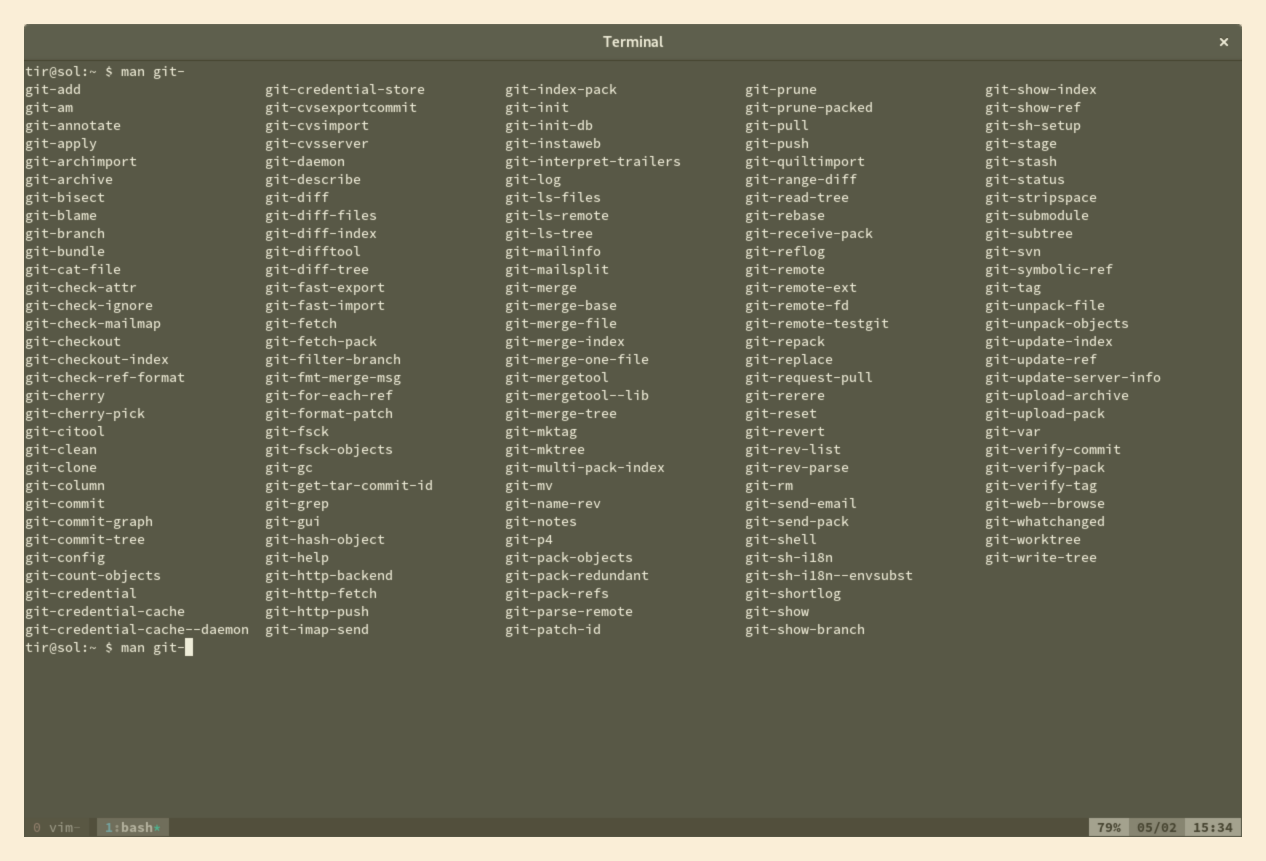 Terminal ×
tir@sol:~ $ man git-
git-add git-credential-store git-index-pack git-prune git-show-index
git-am git-cvsexportcommit git-init git-prune-packed git-show-ref
git-annotate git-cvsimport git-init-db git-pull git-sh-setup
git-apply git-cvsserver git-instaweb git-push git-stage
git-archimport git-daemon git-interpret-trailers git-quiltimport git-stash
git-archive git-describe git-log git-range-diff git-status
git-bisect git-diff git-ls-files git-read-tree git-stripspace
git-blame git-diff-files git-ls-remote git-rebase git-submodule
git-branch git-diff-index git-ls-tree git-receive-pack git-subtree
git-bundle git-difftool git-mailinfo git-reflog git-svn
git-cat-file git-diff-tree git-mailsplit git-remote git-symbolic-ref
git-check-attr git-fast-export git-merge git-remote-ext git-tag
git-check-ignore git-fast-import git-merge-base git-remote-fd git-unpack-file
git-check-mailmap git-fetch git-merge-file git-remote-testgit git-unpack-objects
git-checkout git-fetch-pack git-merge-index git-repack git-update-index
git-checkout-index git-filter-branch git-merge-one-file git-replace git-update-ref
git-check-ref-format git-fmt-merge-msg git-mergetool git-request-pull git-update-server-info
git-cherry git-for-each-ref git-mergetool--lib git-rerere git-upload-archive
git-cherry-pick git-format-patch git-merge-tree git-reset git-upload-pack
git-citool git-fsck git-mktag git-revert git-var
git-clean git-fsck-objects git-mktree git-rev-list git-verify-commit
git-clone git-gc git-multi-pack-index git-rev-parse git-verify-pack
git-column git-get-tar-commit-id git-mv git-rm git-verify-tag
git-commit git-grep git-name-rev git-send-email git-web--browse
git-commit-graph git-gui git-notes git-send-pack git-whatchanged
git-commit-tree git-hash-object git-p4 git-shell git-worktree
git-config git-help git-pack-objects git-sh-i18n git-write-tree
git-count-objects git-http-backend git-pack-redundant git-sh-i18n--envsubst
git-credential git-http-fetch git-pack-refs git-shortlog
git-credential-cache git-http-push git-parse-remote git-show
git-credential-cache--daemon git-imap-send git-patch-id git-show-branch
tir@sol:~ $ man git-
0 vim- 1:bash* 79% 05/02 15:34